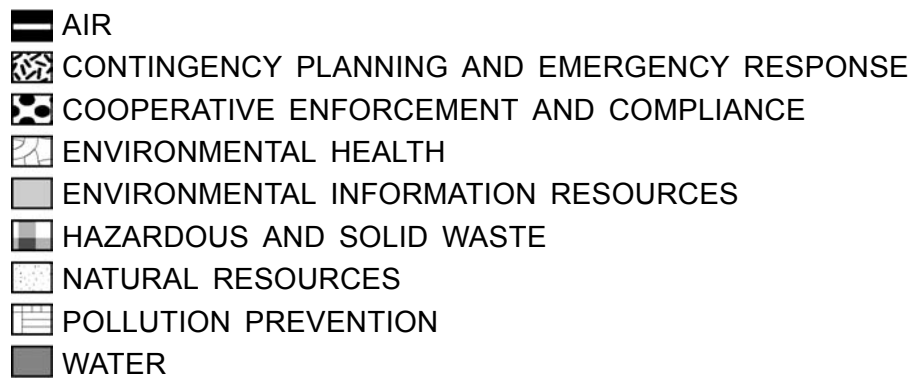 AIR
CONTINGENCY PLANNING AND EMERGENCY RESPONSE
COOPERATIVE ENFORCEMENT AND COMPLIANCE
ENVIRONMENTAL HEALTH
ENVIRONMENTAL INFORMATION RESOURCES
HAZARDOUS AND SOLID WASTE
NATURAL RESOURCES
POLLUTION PREVENTION
WATER